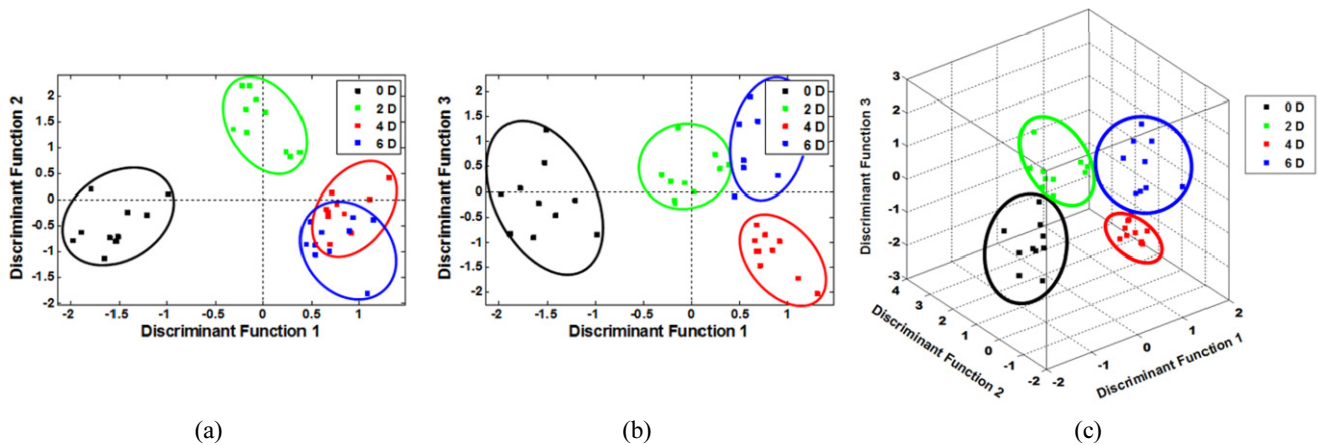 Discriminant Function 2
2
1.5
1
0.5
0
-0.5
-1
-1.5
-2
-2 -1.5 -1 -0.5 0 0.5 1
Discriminant Function 1
0 D
2 D
4 D
6 D
(a)
Discriminant Function 3
2
1.5
1
0.5
0
-0.5
-1
-1.5
-2
-2 -1.5 -1 -0.5 0 0.5 1
Discriminant Function 1
0 D
2 D
4 D
6 D
(b)
Discriminant Function 3
3
2
1
0
-1
-2
-3
4 3 2 1 0 -1 -2
Discriminant Function 2
-2 -1 0 1 2
Discriminant Function 1
0 D
2 D
4 D
6 D
(c)